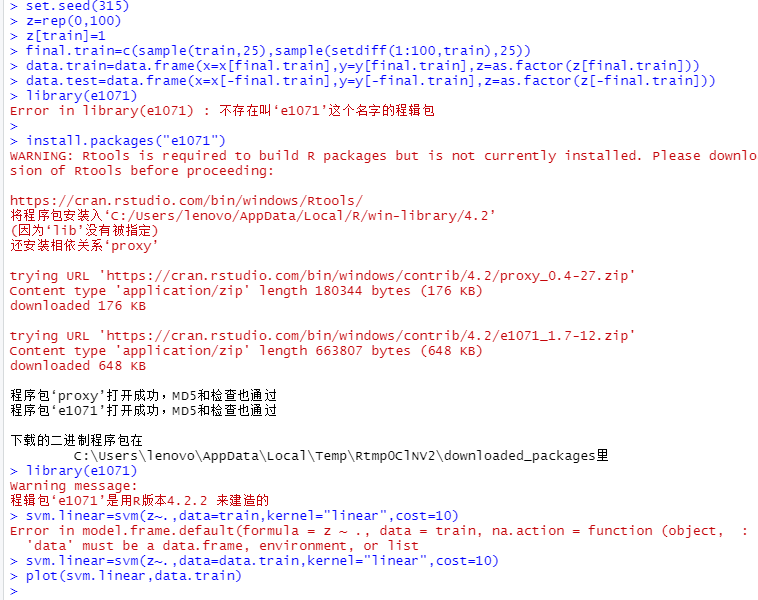 > set.seed(315)
> z=rep(0,100)
> z[train]=1
> final.train=c(sample(train,25),sample(setdiff(1:100,train),25))
> data.train=data.frame(x=x[final.train],y=y[final.train],z=as.factor(z[final.train]))
> data.test=data.frame(x=x[-final.train],y=y[-final.train],z=as.factor(z[-final.train]))
> library(e1071)
Error in library(e1071) : 不存在叫‘e1071’这个名字的程辑包
>
> install.packages("e1071")
WARNING: Rtools is required to build R packages but is not currently installed. Please downlo
sion of Rtools before proceeding:
https://cran.rstudio.com/bin/windows/Rtools/
将程序包安装入‘C:/Users/lenovo/AppData/Local/R/win-library/4.2’
(因为‘lib’没有被指定)
还安装相依关系‘proxy’
trying URL 'https://cran.rstudio.com/bin/windows/contrib/4.2/proxy_0.4-27.zip'
Content type 'application/zip' length 180344 bytes (176 KB)
downloaded 176 KB
trying URL 'https://cran.rstudio.com/bin/windows/contrib/4.2/e1071_1.7-12.zip'
Content type 'application/zip' length 663807 bytes (648 KB)
downloaded 648 KB
程序包‘proxy’打开成功，MD5和检查也通过
程序包‘e1071’打开成功，MD5和检查也通过
下载的二进制程序包在
C:\Users\lenovo\AppData\Local\Temp\RtmpOClNV2\downloaded_packages里
> library(e1071)
Warning message:
程辑包‘e1071’是用R版本4.2.2 来建造的
> svm.linear=svm(z~.,data=train,kernel="linear",cost=10)
Error in model.frame.default(formula = z ~ ., data = train, na.action = function (object,  :
'data' must be a data.frame, environment, or list
> svm.linear=svm(z~.,data=data.train,kernel="linear",cost=10)
> plot(svm.linear,data.train)
>